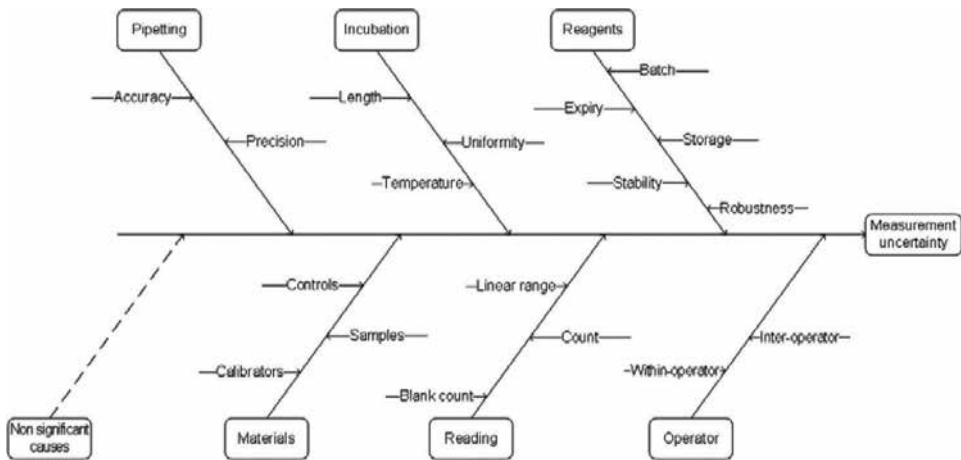 Pipetting
Incubation
Reagents
Batch
Accuracy
Length
Expiry
Precision
Uniformity
Storage
Temperature
Stability
Robustness
Measurement
uncertainty
Controls
Linear range
Samples
Count
Inter-operator
Calibrators
Within-operator
Blank count
Non significant
causes
Materials
Reading
Operator